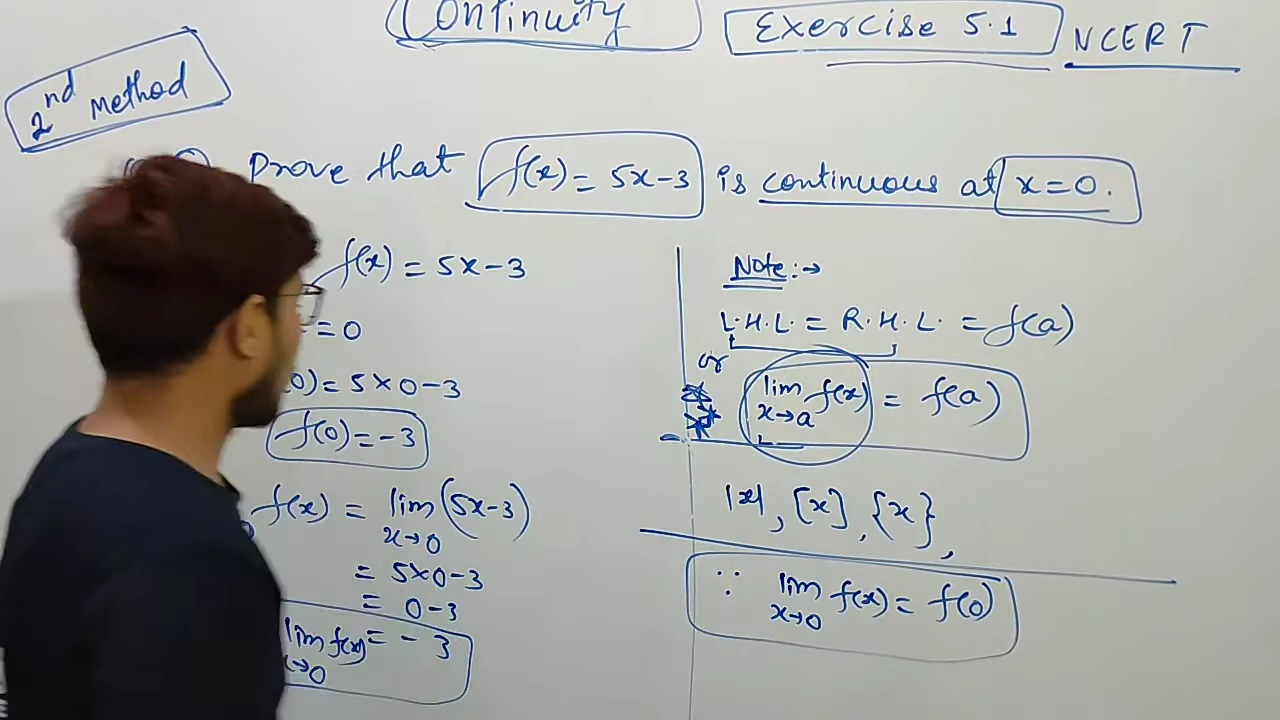 Continuity Exercise 5.1 NCERT
2nd Method
Prove that f(x) = 5x-3 is continuous at x=0.
f(x) = 5x-3
= 0
0) = 5×0-3
f(0) = -3
f(x) = lim x→0 (5x-3)
= 5×0-3
= 0-3
lim x→0 f(x) = -3
Note:→
L.H.L. = R.H.L. = f(a)
or
lim x→a f(x) = f(a)
|x|, [x], {x},
∵ lim x→0 f(x) = f(0)